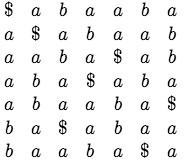 $ a b a a b a
a $ a b a a b
a a b a $ a b
a b a $ a b a
a b a a b a $
b a $ a b a a
b a a b a $ a